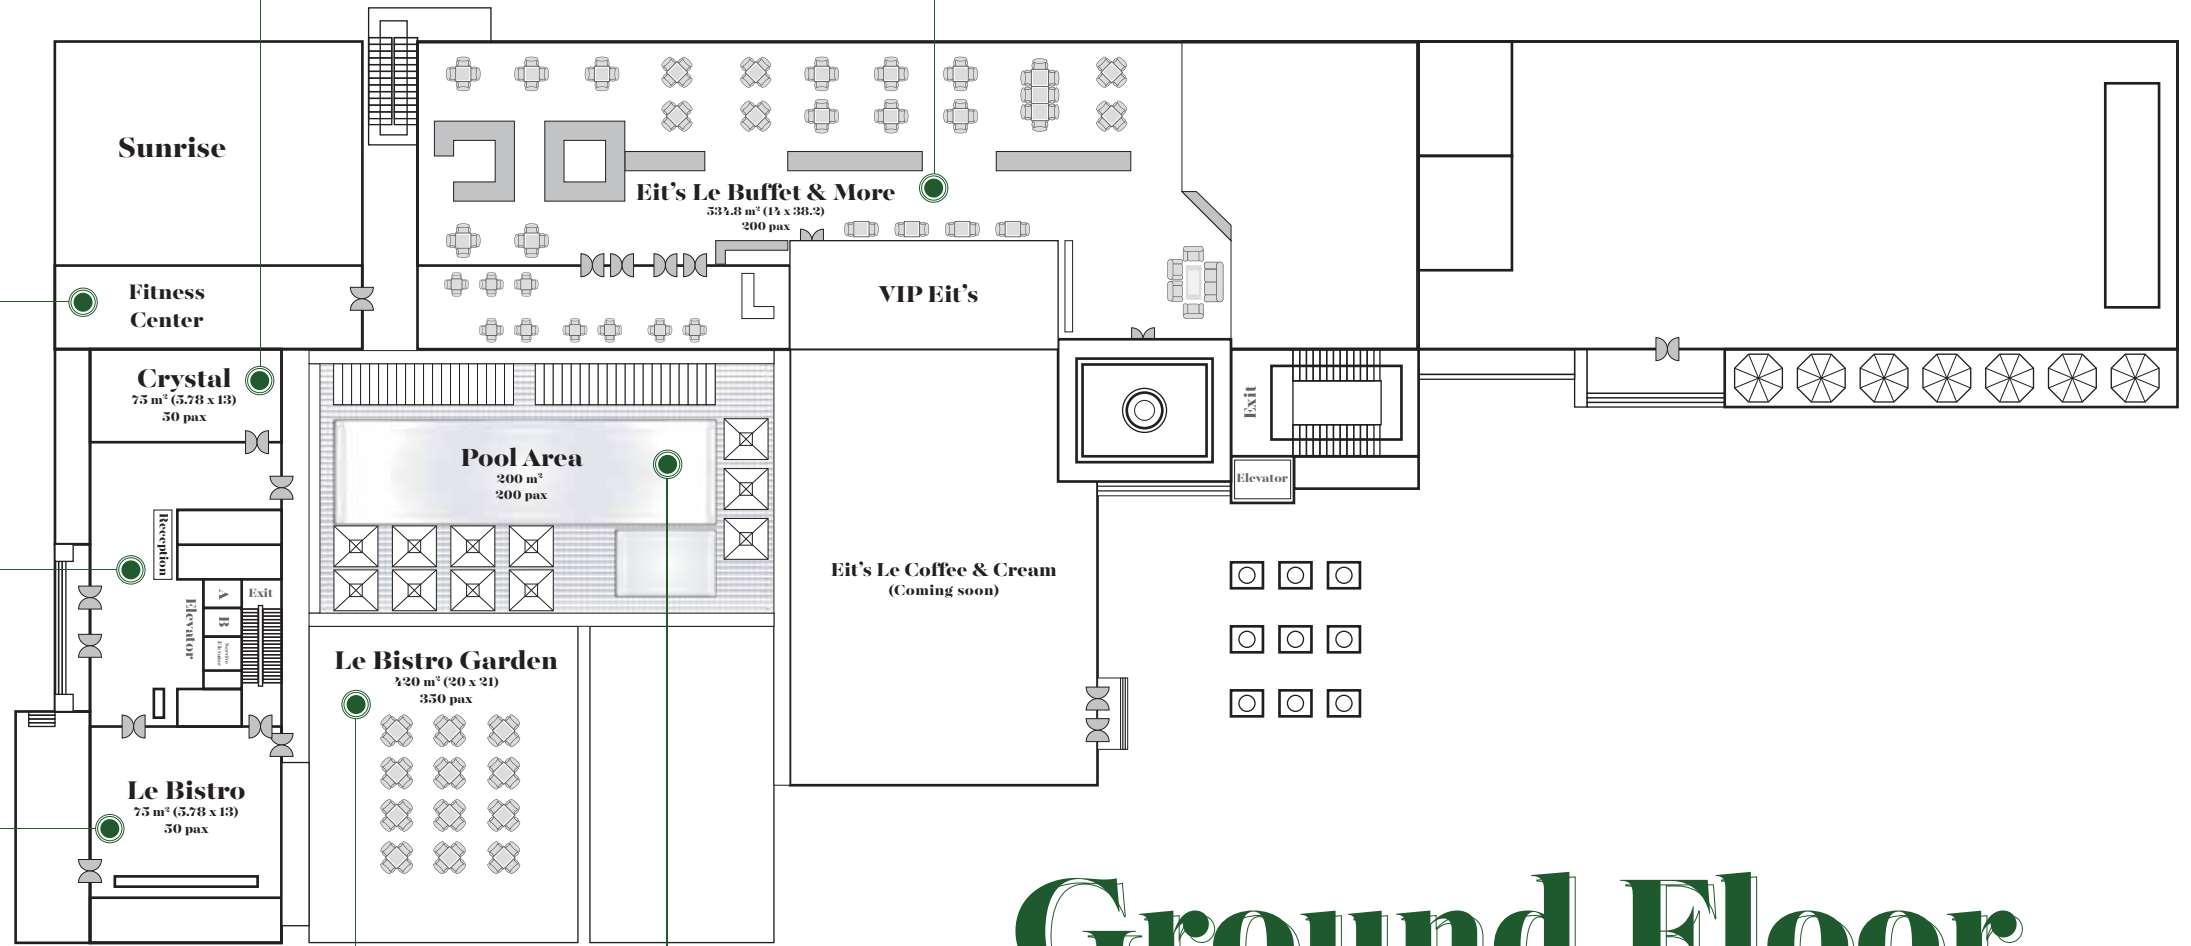 Sunrise
Eit's Le Buffet & More
534.8 m² (14 x 38.2)
200 pax
Fitness
Center
VIP Eit's
Crystal
75 m² (5.78 x 13)
50 pax
Exit
Pool Area
200 m²
200 pax
Elevator
Reception
Eit's Le Coffee & Cream
(Coming soon)
A
Exit
B
Elevator
Service
Elevator
Le Bistro Garden
420 m² (20 x 21)
350 pax
Le Bistro
75 m² (5.78 x 13)
50 pax
Ground Floor